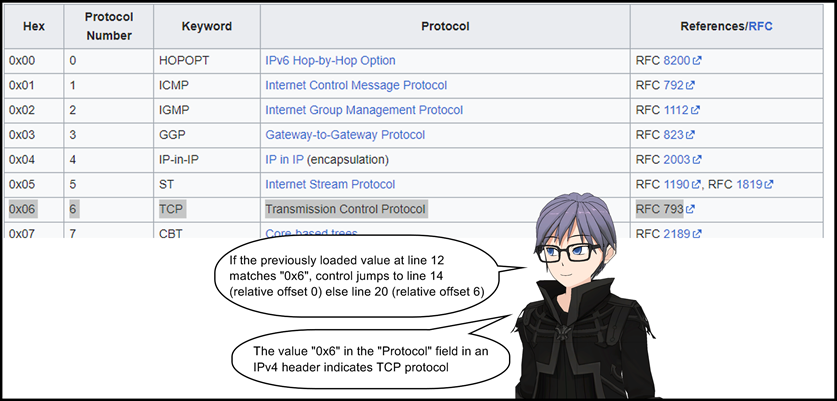 Hex Protocol Number Keyword Protocol References/RFC
0x00 0 HOPOPT IPv6 Hop-by-Hop Option RFC 8200
0x01 1 ICMP Internet Control Message Protocol RFC 792
0x02 2 IGMP Internet Group Management Protocol RFC 1112
0x03 3 GGP Gateway-to-Gateway Protocol RFC 823
0x04 4 IP-in-IP IP in IP (encapsulation) RFC 2003
0x05 5 ST Internet Stream Protocol RFC 1190, RFC 1819
0x06 6 TCP Transmission Control Protocol RFC 793
0x07 7 CBT Core-based trees RFC 2189
If the previously loaded value at line 12
matches "0x6", control jumps to line 14
(relative offset 0) else line 20 (relative offset 6)
The value "0x6" in the "Protocol" field in an
IPv4 header indicates TCP protocol